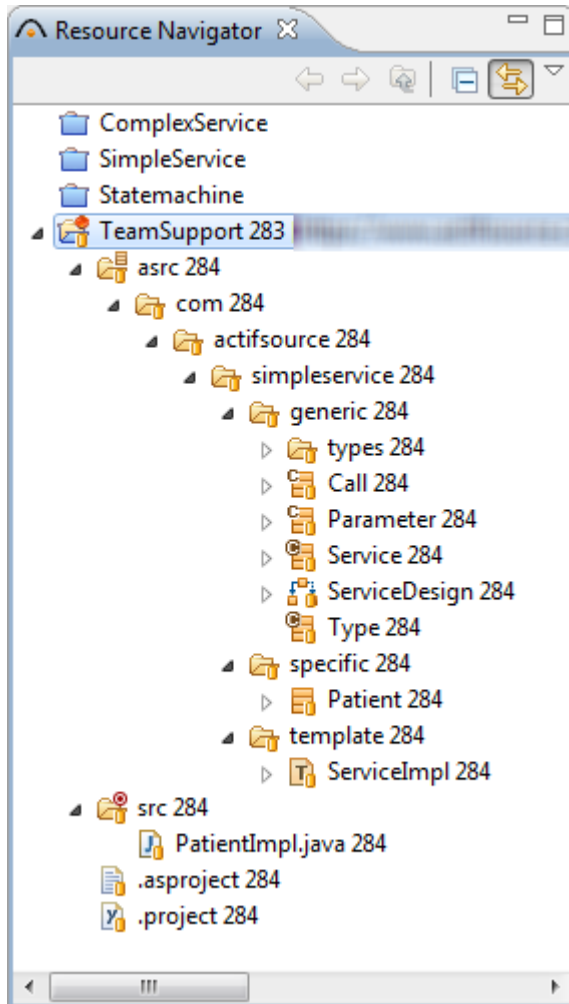 Resource Navigator
ComplexService
SimpleService
Statemachine
TeamSupport 283
asrc 284
com 284
actifsource 284
simpleservice 284
generic 284
types 284
Call 284
Parameter 284
Service 284
ServiceDesign 284
Type 284
specific 284
Patient 284
template 284
ServiceImpl 284
src 284
PatientImpl.java 284
.asproject 284
.project 284